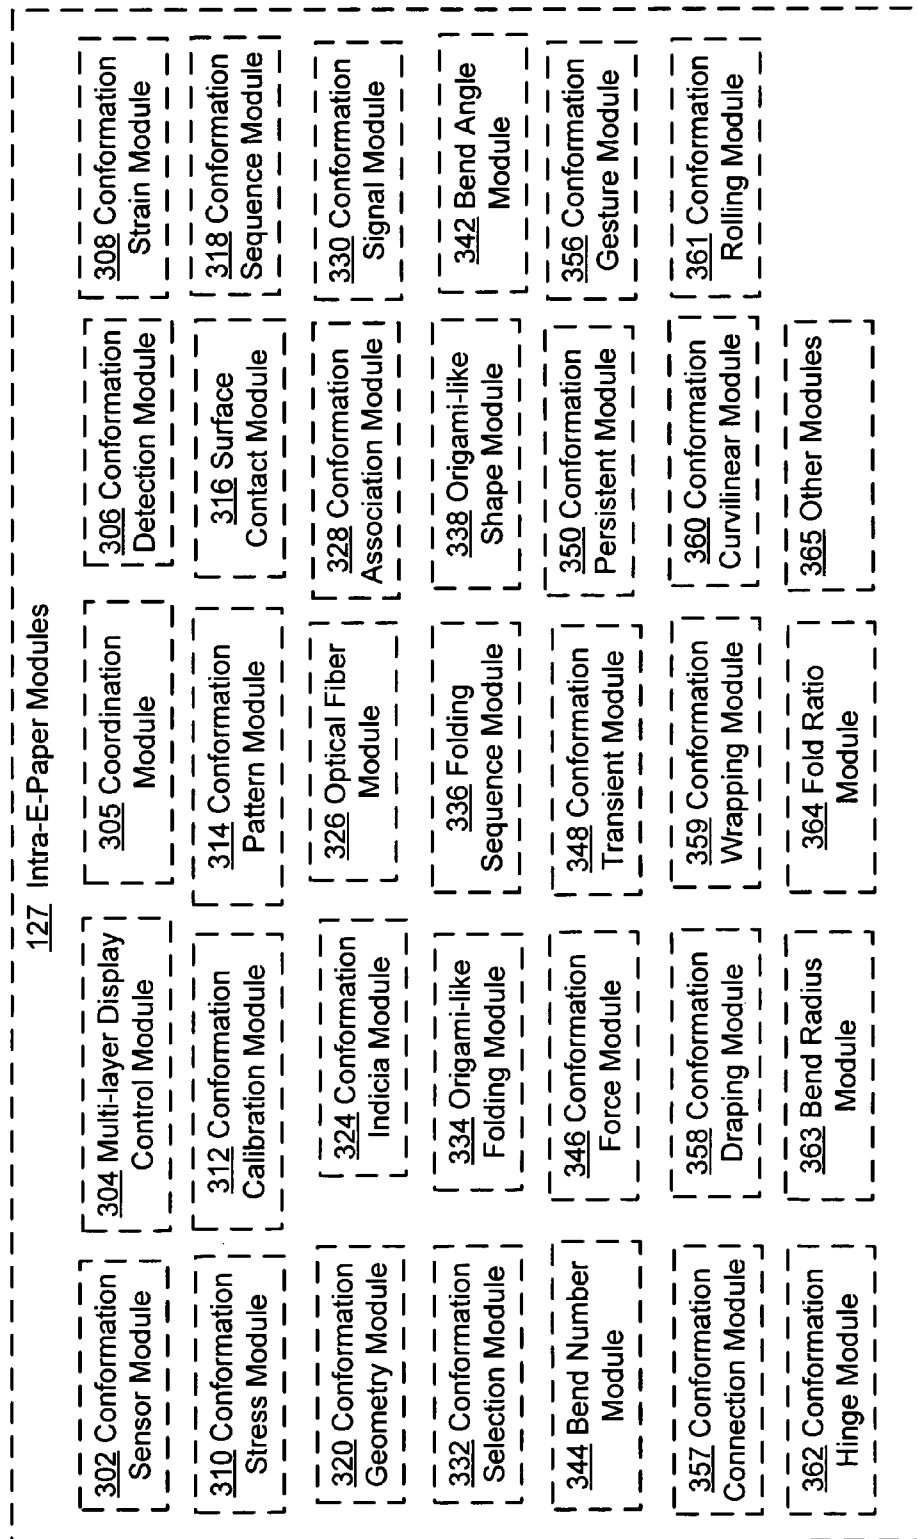 127 Intra-E-Paper Modules
302 Conformation
Sensor Module
304 Multi-layer Display
Control Module
305 Coordination
Module
306 Conformation
Detection Module
308 Conformation
Strain Module
310 Conformation
Stress Module
312 Conformation
Calibration Module
314 Conformation
Pattern Module
316 Surface
Contact Module
318 Conformation
Sequence Module
320 Conformation
Geometry Module
324 Conformation
Indicia Module
326 Optical Fiber
Module
328 Conformation
Association Module
330 Conformation
Signal Module
332 Conformation
Selection Module
334 Origami-like
Folding Module
336 Folding
Sequence Module
338 Origami-like
Shape Module
342 Bend Angle
Module
344 Bend Number
Module
346 Conformation
Force Module
348 Conformation
Transient Module
350 Conformation
Persistent Module
356 Conformation
Gesture Module
357 Conformation
Connection Module
358 Conformation
Draping Module
359 Conformation
Wrapping Module
360 Conformation
Curvilinear Module
361 Conformation
Rolling Module
362 Conformation
Hinge Module
363 Bend Radius
Module
364 Fold Ratio
Module
365 Other Modules